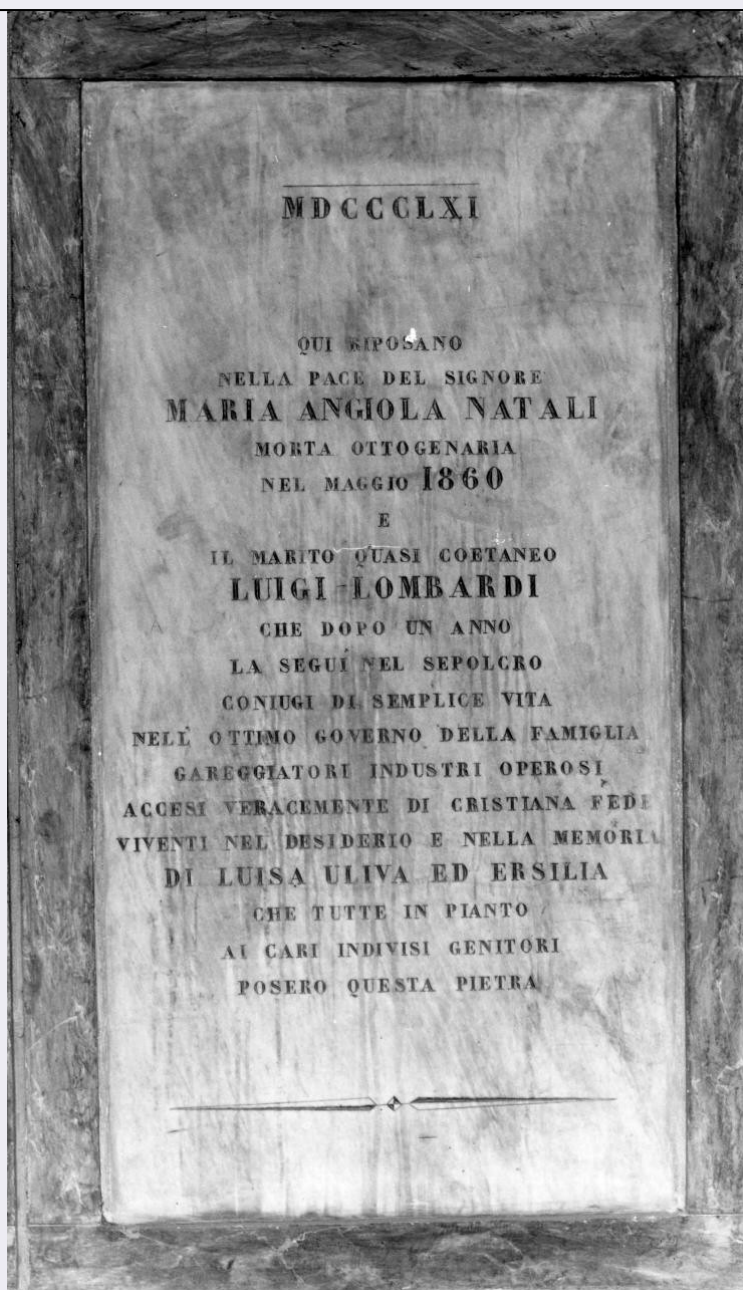 MDCCCLXI
QUI RIPOSANO
NELLA PACE DEL SIGNORE
MARIA ANGIOLA NATALI
MORTA OTTOGENARIA
NEL MAGGIO 1860
E
IL MARITO QUASI COETANEO
LUIGI LOMBARDI
CHE DOPO UN ANNO
LA SEGUÌ NEL SEPOLCRO
CONIUGI DI SEMPLICE VITA
NELL' OTTIMO GOVERNO DELLA FAMIGLIA
GAREGGIATORI INDUSTRI OPEROSI
ACCESI VERACEMENTE DI CRISTIANA FEDE
VIVENTI NEL DESIDERIO E NELLA MEMORIA
DI LUISA ULIVA ED ERSILIA
CHE TUTTE IN PIANTO
AI CARI INDIVISI GENITORI
POSERO QUESTA PIETRA